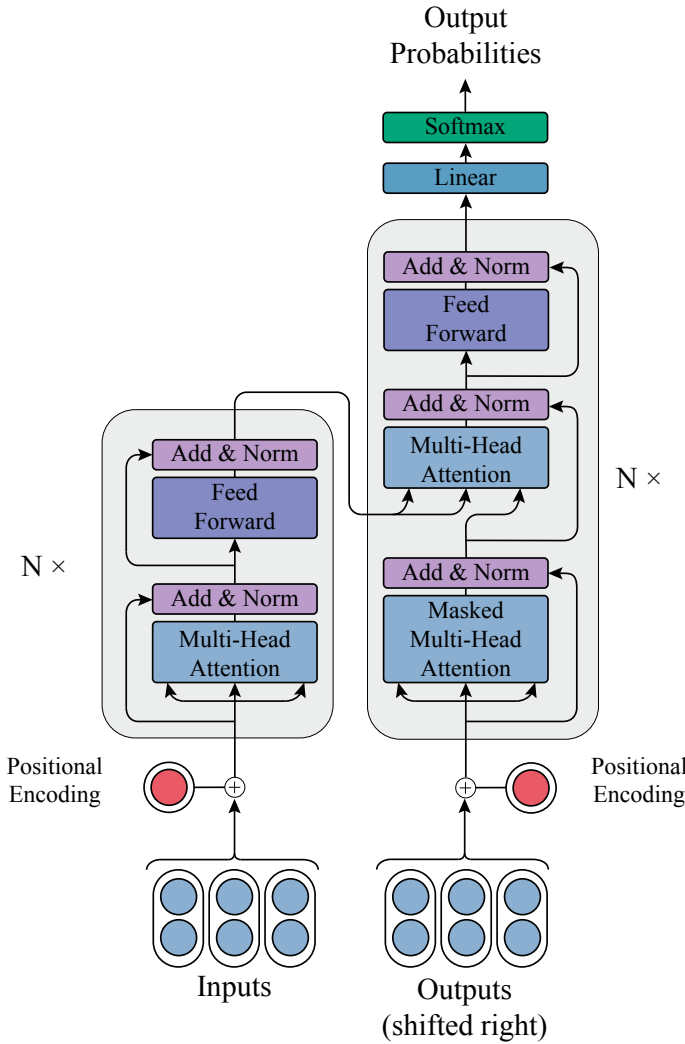 Output
Probabilities
Softmax
Linear
Add & Norm
Feed
Forward
Add & Norm
Multi-Head
Attention
N ×
Add & Norm
Masked
Multi-Head
Attention
Add & Norm
Feed
Forward
N ×
Add & Norm
Multi-Head
Attention
Positional
Encoding
+
+
Positional
Encoding
Inputs
Outputs
(shifted right)